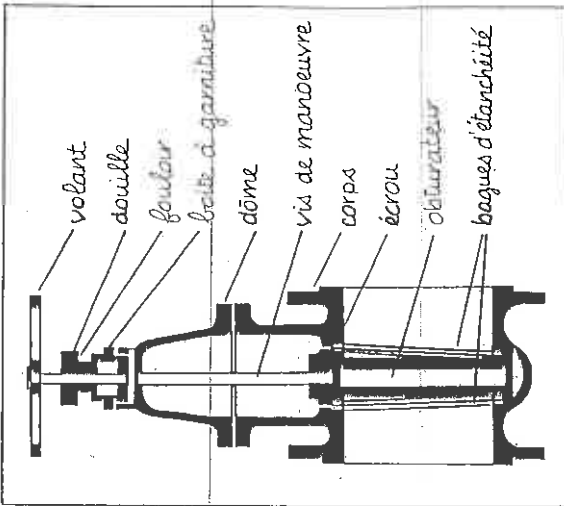 volant
douille
fouloir
boîte à garniture
dôme
vis de manoeuvre
corps
écrou
obturateur
bagues d'étanchéité